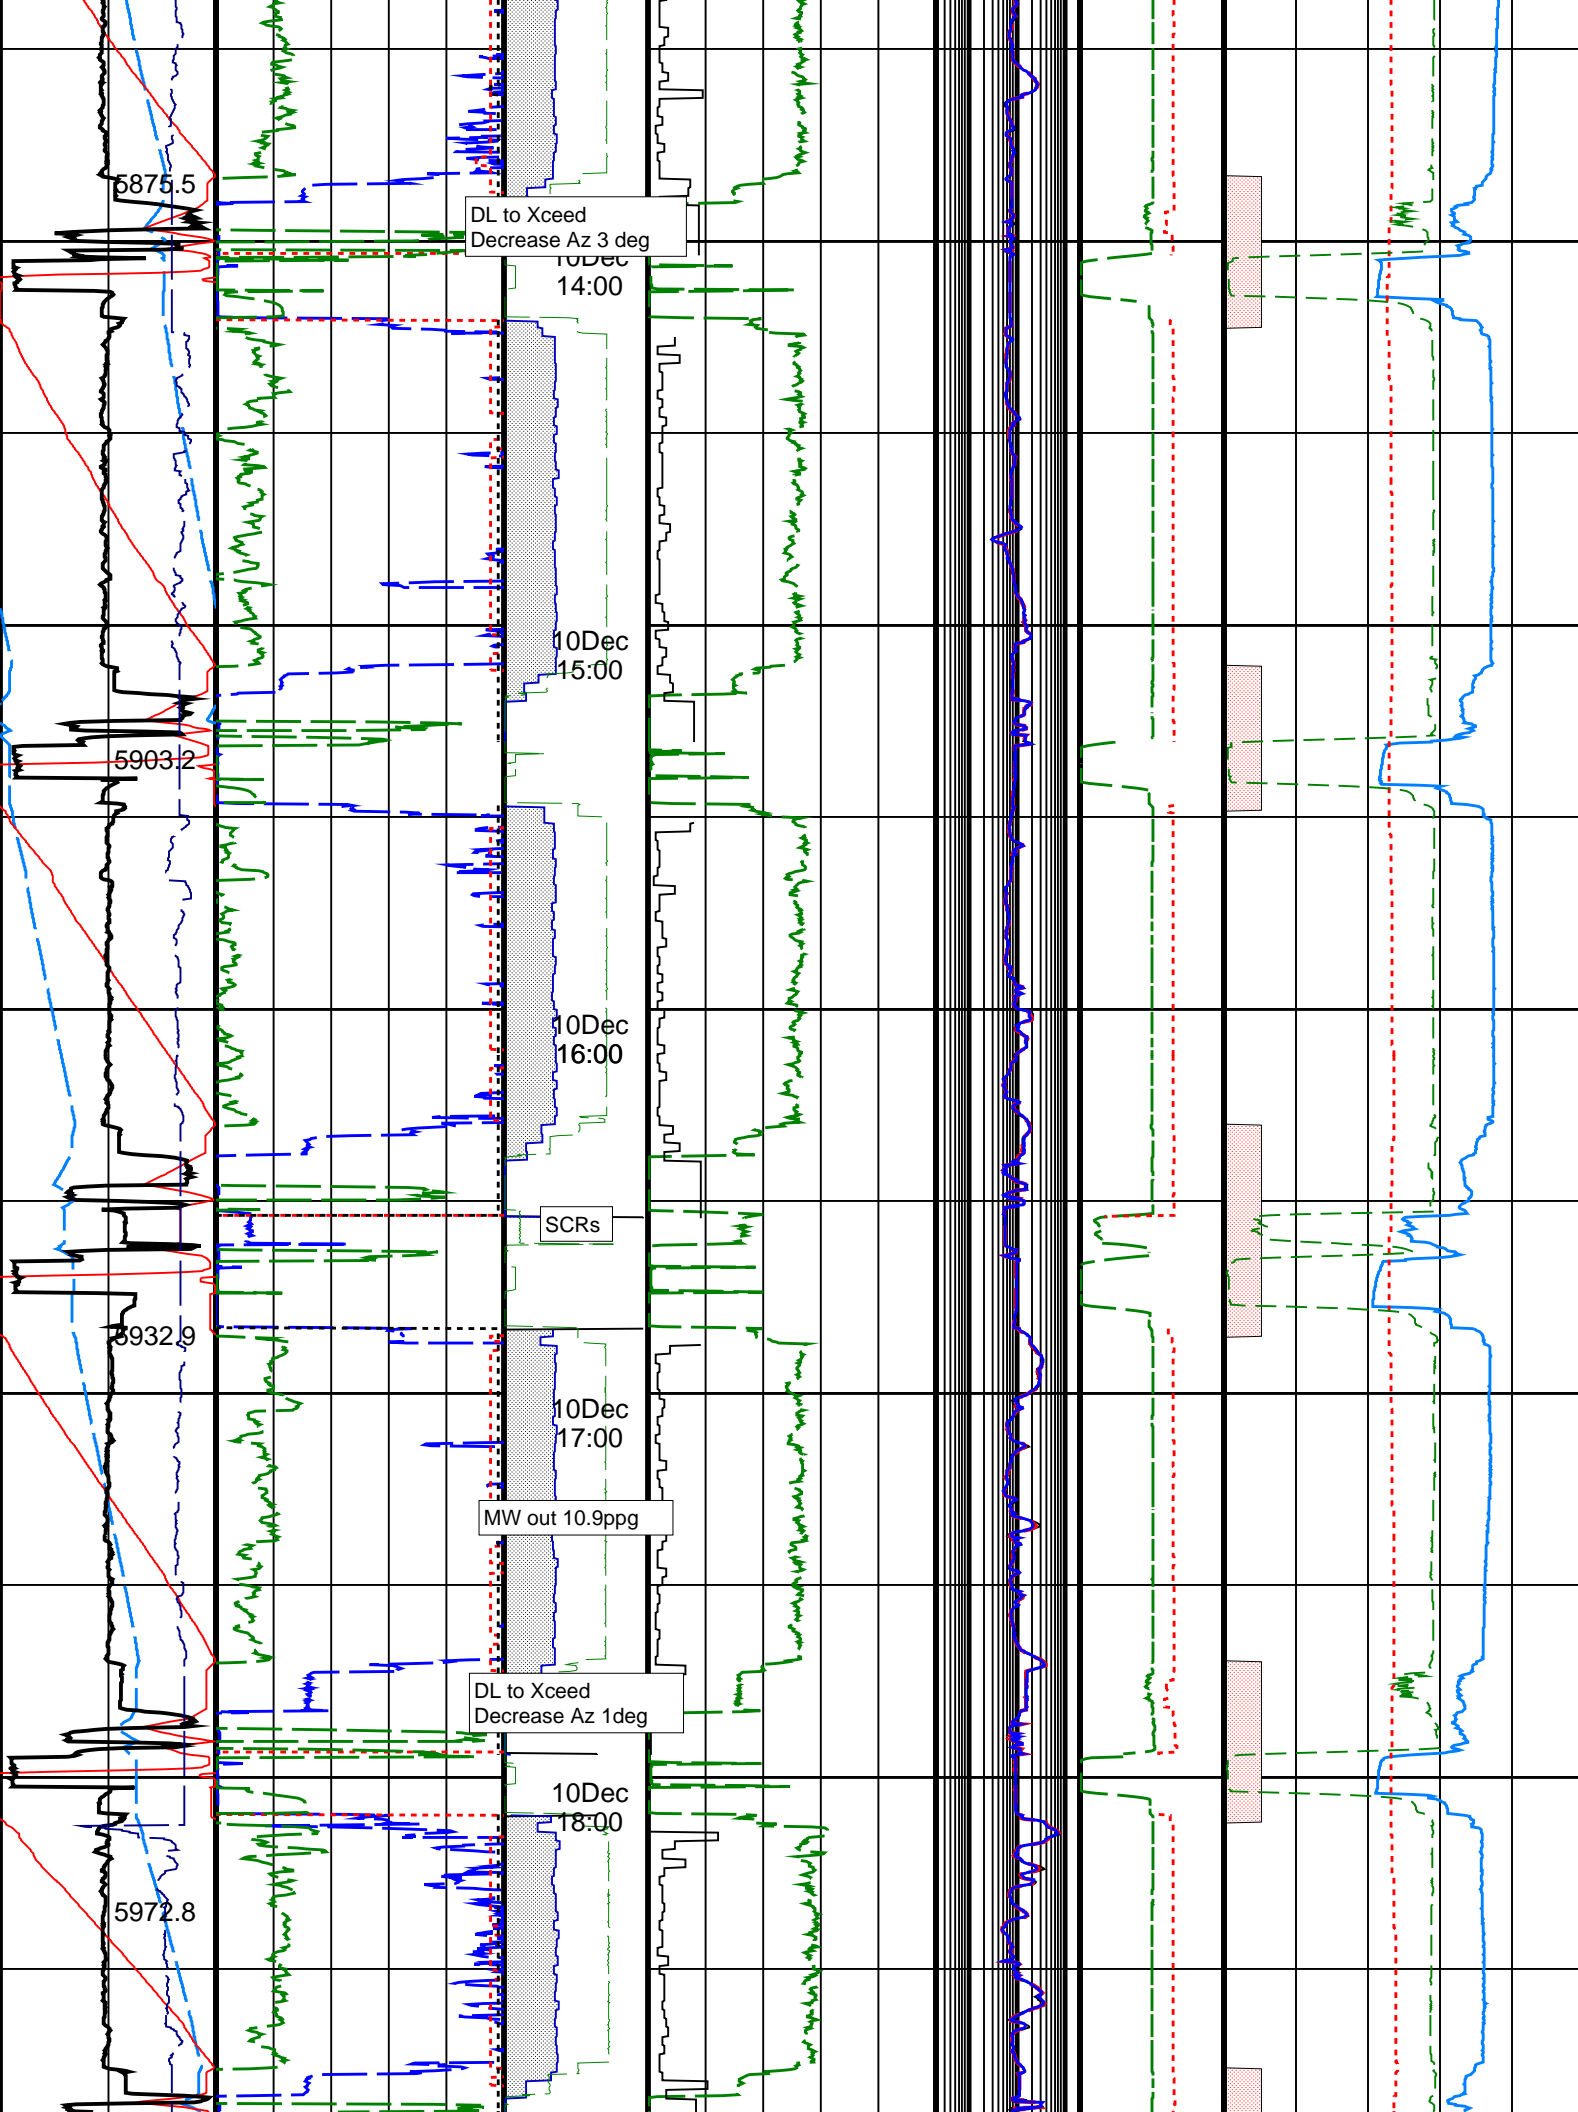 5875.5
DL to Xceed
Decrease Az 3 deg
10Dec
14:00
10Dec
15:00
5903.2
10Dec
16:00
SCRs
5932.9
10Dec
17:00
MW out 10.9ppg
DL to Xceed
Decrease Az 1deg
10Dec
18:00
5972.8